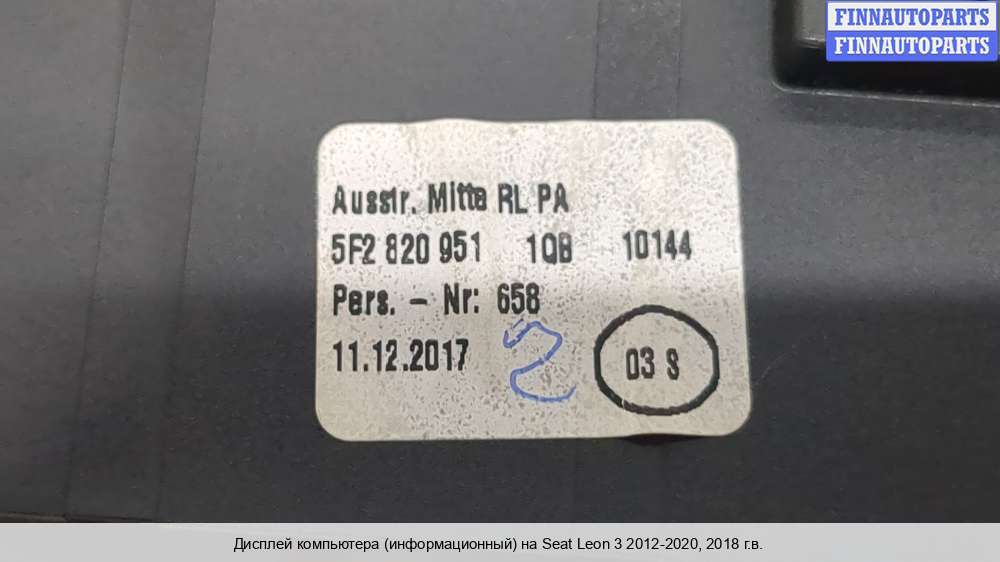 FINNAUTOPARTS
FINNAUTOPARTS
Ausstr. Mitte RL PA
5F2 820 951 1QB 10144
Pers. - Nr: 658
11.12.2017 2 03 S
Дисплей компьютера (информационный) на Seat Leon 3 2012-2020, 2018 г.в.